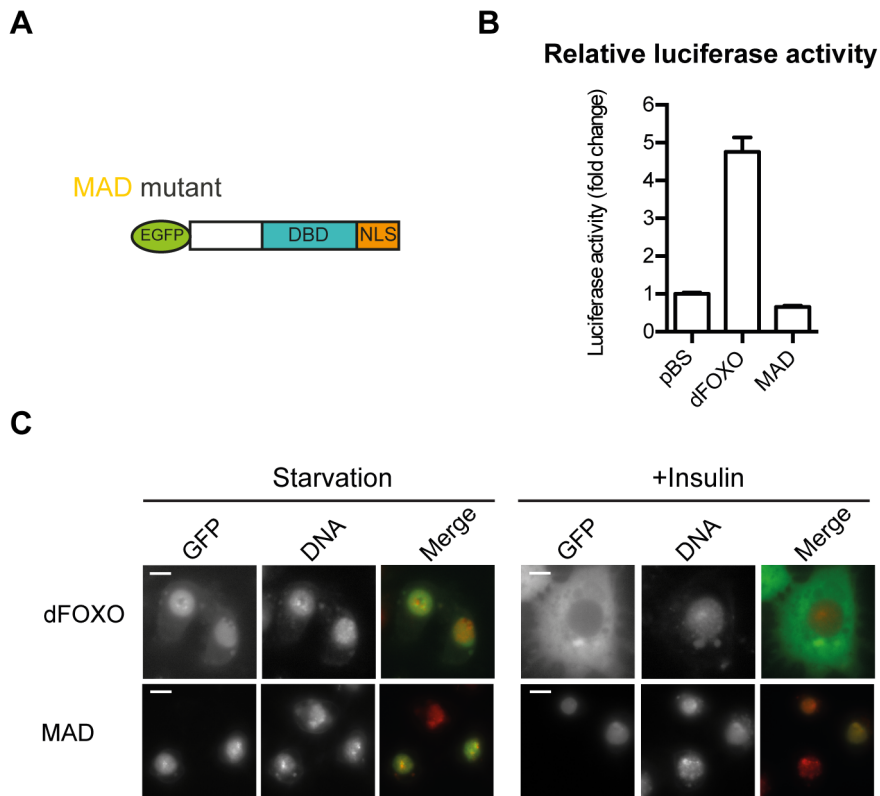 A
MAD mutant
EGFP DBD NLS
B
Relative luciferase activity
Luciferase activity (fold change)
6
5
4
3
2
1
0
pBS dFOXO MAD
C
Starvation +Insulin
GFP DNA Merge GFP DNA Merge
dFOXO
MAD